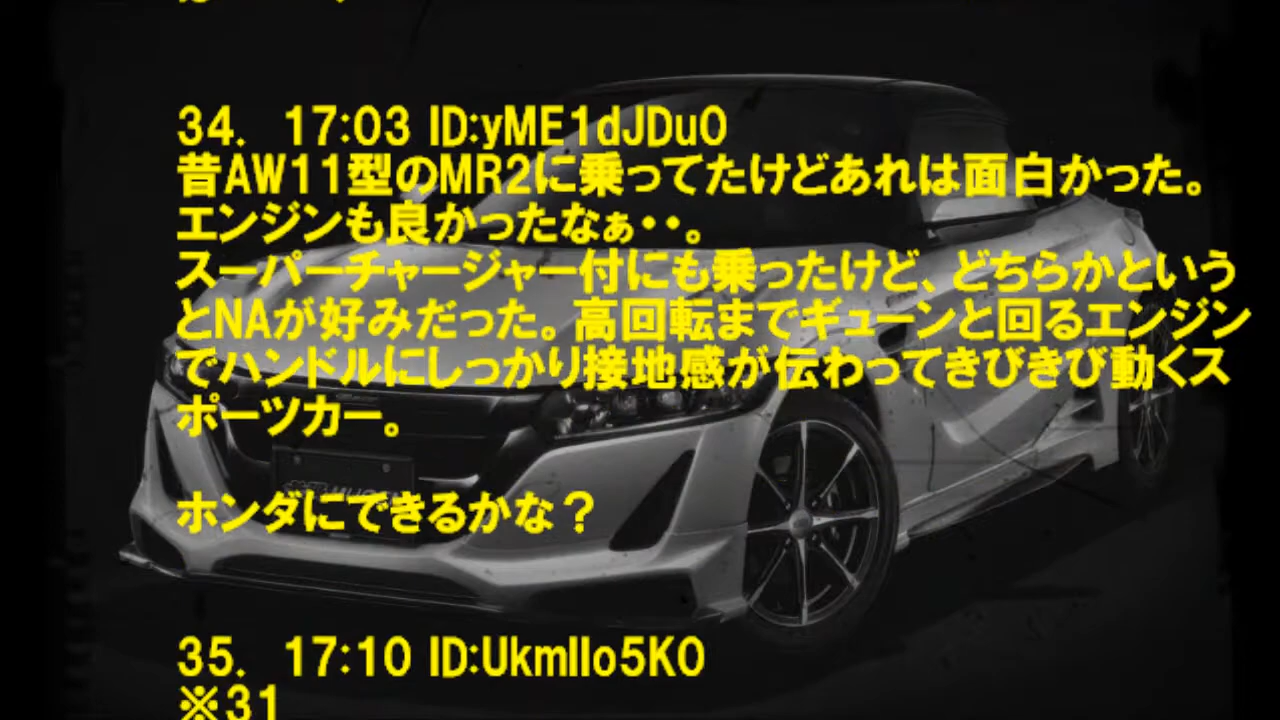 34. 17:03 ID:yME1dJDu0
昔AW11型のMR2に乗ってたけどあれは面白かった。
エンジンも良かったなぁ・・。
スーパーチャージャー付にも乗ったけど、どちらかという
とNAが好みだった。高回転までギューンと回るエンジン
でハンドルにしっかり接地感が伝わってきびきび動くス
ポーツカー。
ホンダにできるかな？
35. 17:10 ID:UkmIIo5K0
※31